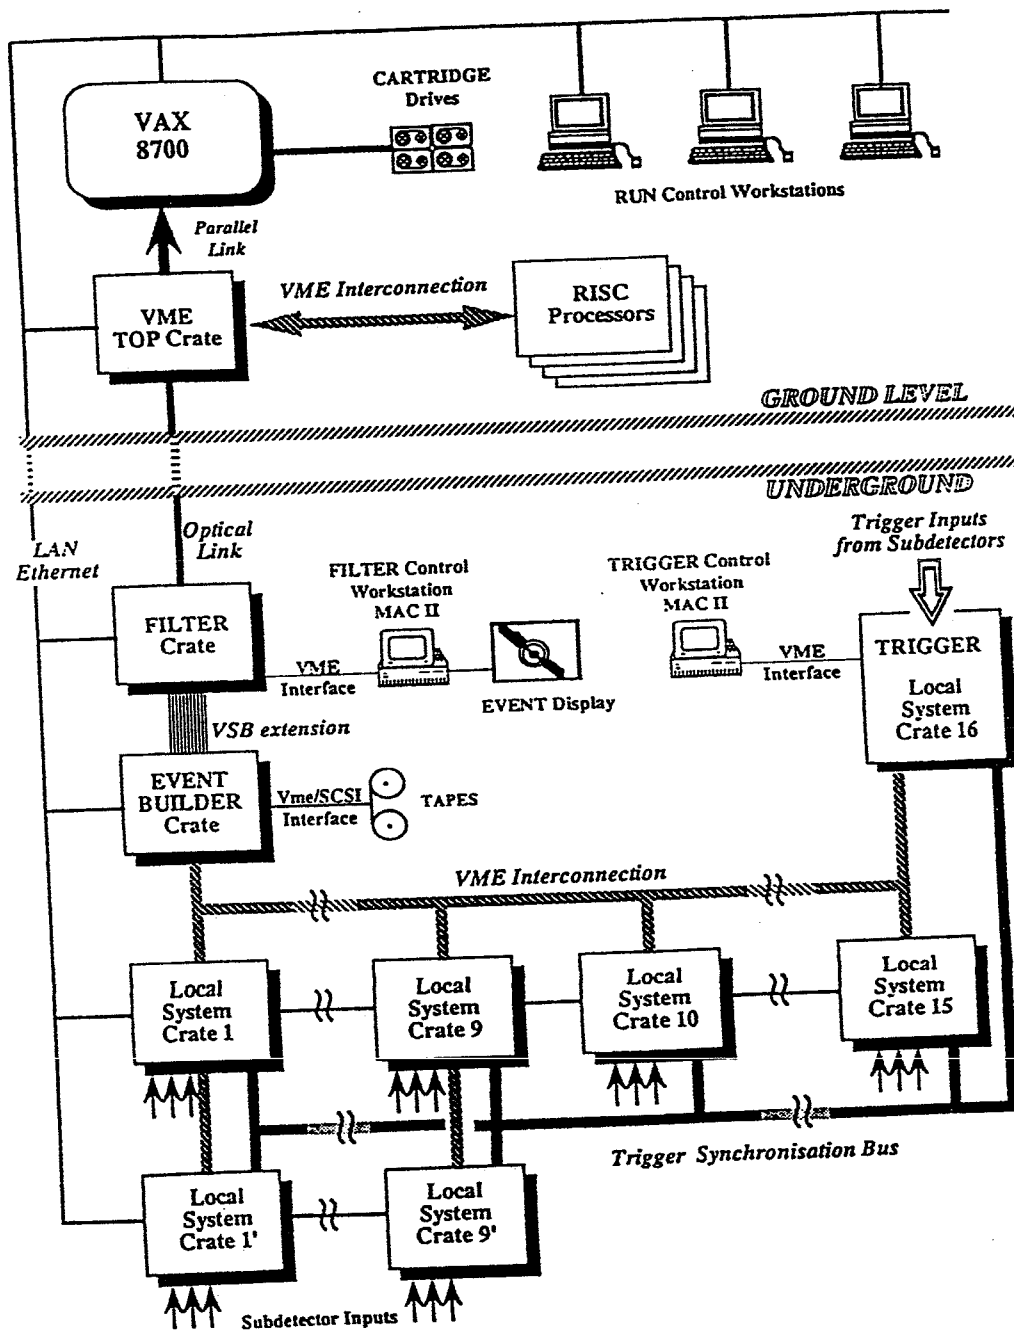 CARTRIDGE
Drives
VAX
8700
RUN Control Workstations
Parallel
Link
VME Interconnection
VME
TOP Crate
RISC
Processors
GROUND LEVEL
UNDERGROUND
LAN
Ethernet
Optical
Link
Trigger Inputs
from Subdetectors
FILTER Control
Workstation
MAC II
TRIGGER Control
Workstation
MAC II
FILTER
Crate
VME
Interface
EVENT Display
VME
Interface
TRIGGER
Local
System
Crate 16
VSB extension
EVENT
BUILDER
Crate
Vme/SCSI
Interface
TAPES
VME Interconnection
Local
System
Crate 1
Local
System
Crate 9
Local
System
Crate 10
Local
System
Crate 15
Trigger Synchronisation Bus
Local
System
Crate 1'
Local
System
Crate 9'
Subdetector Inputs